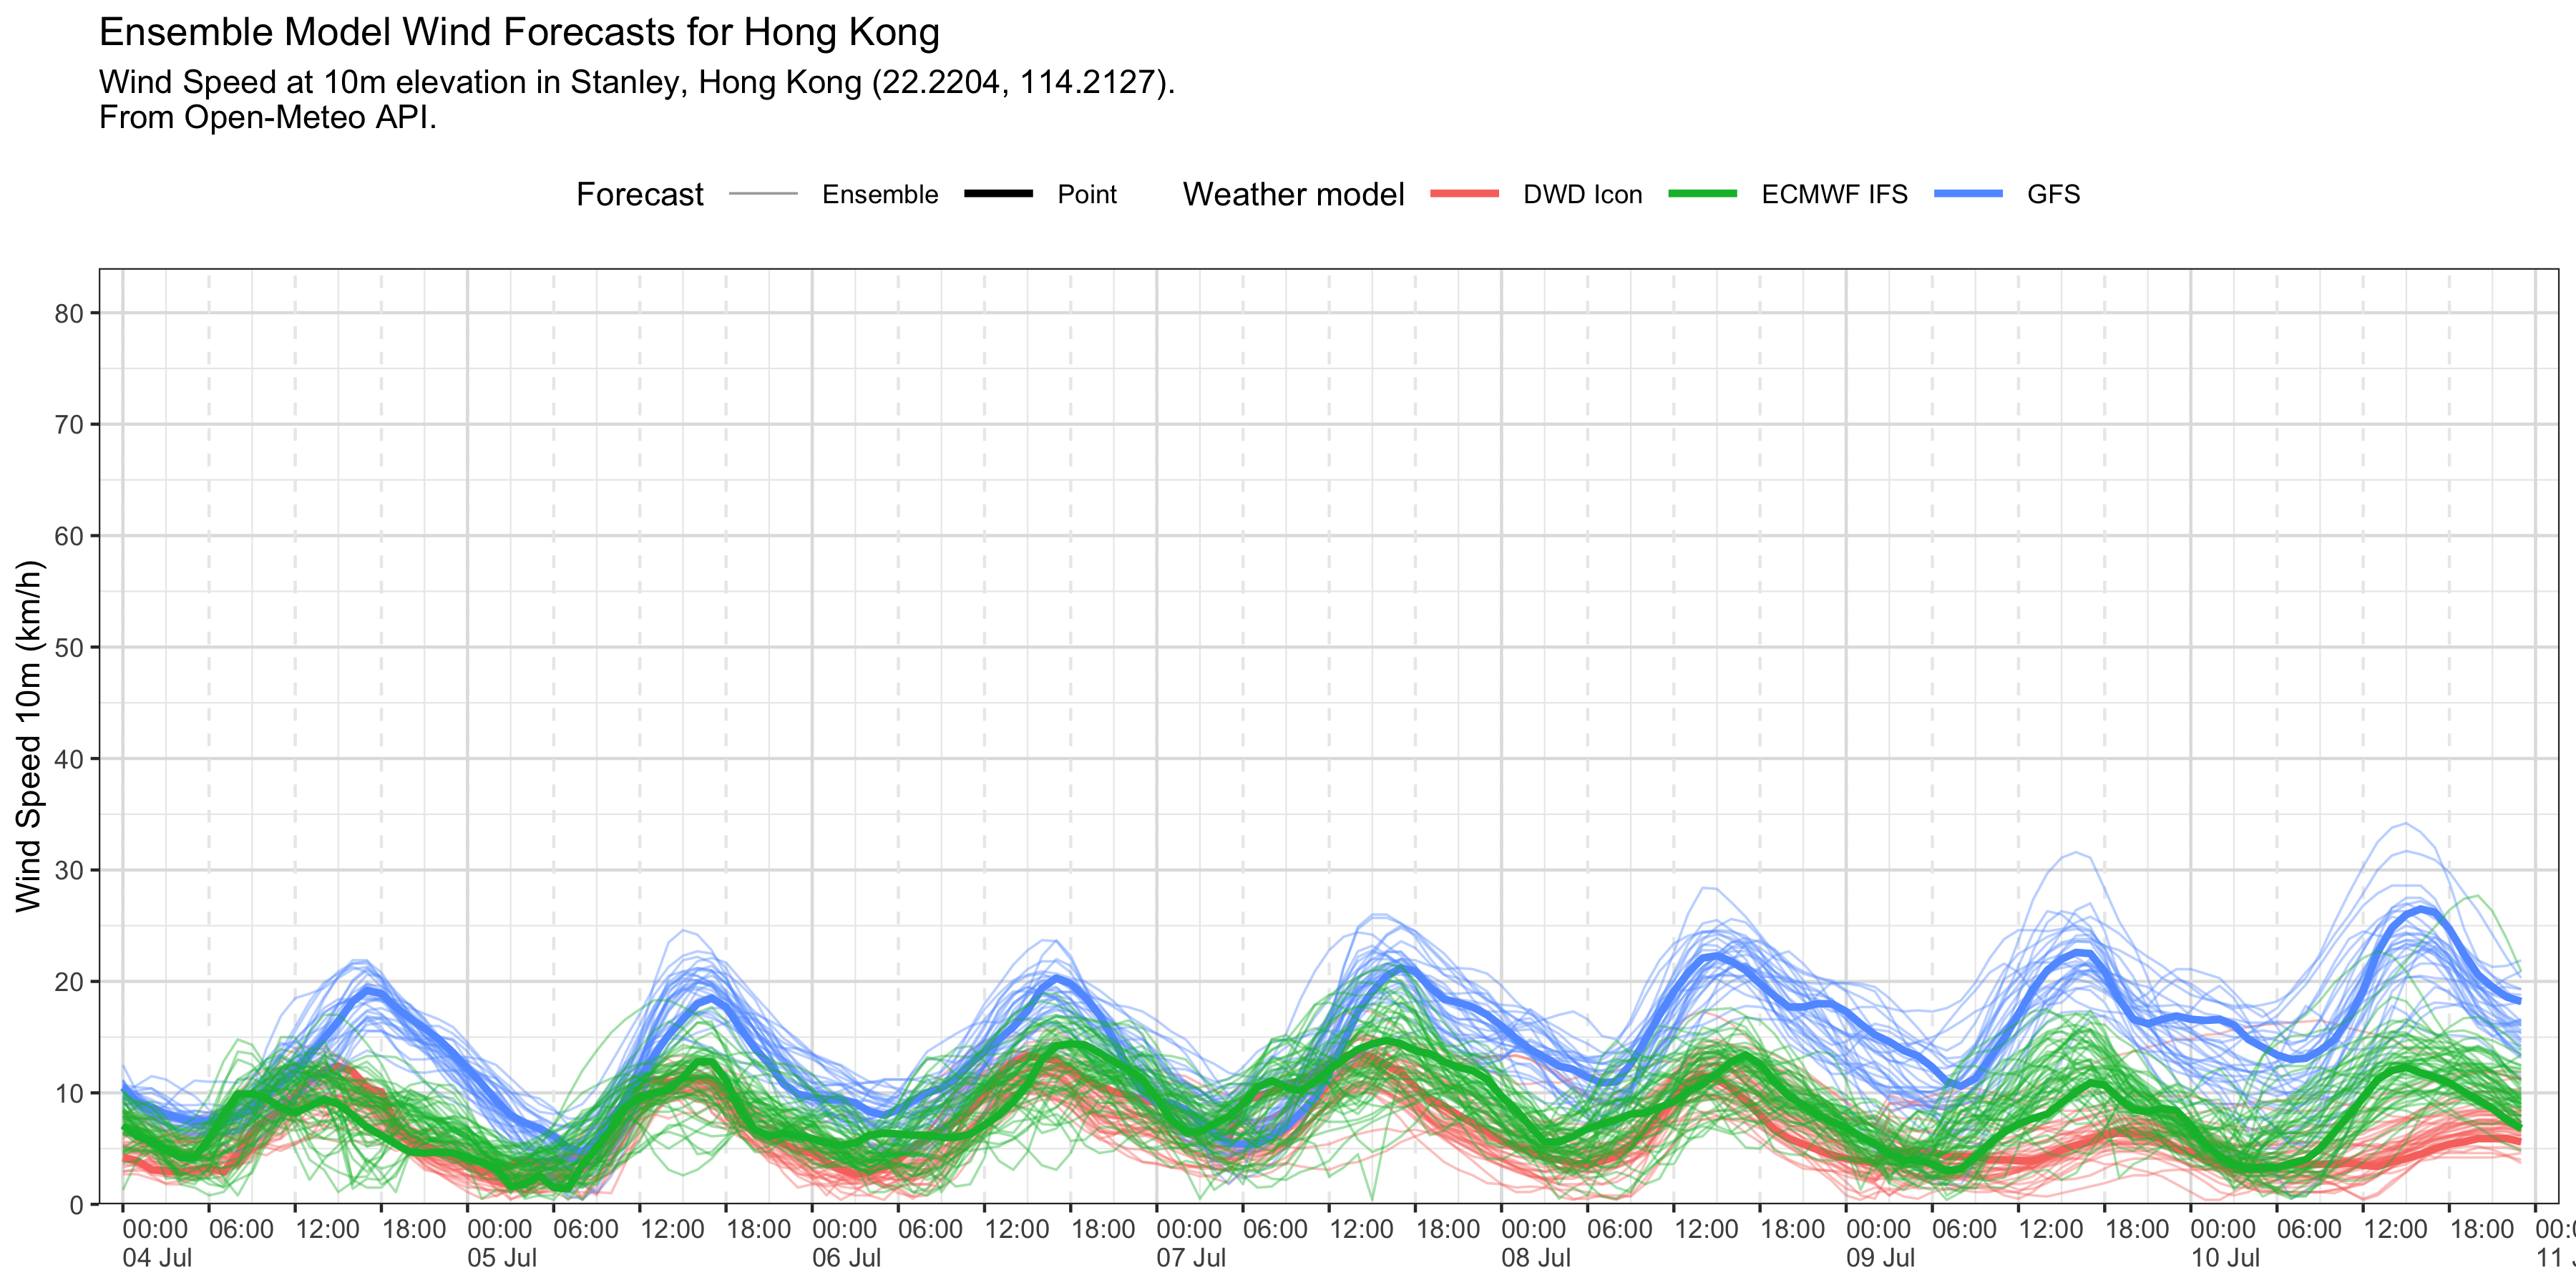 Ensemble Model Wind Forecasts for Hong Kong
Wind Speed at 10m elevation in Stanley, Hong Kong (22.2204, 114.2127).
From Open-Meteo API.
Forecast Ensemble Point Weather model DWD Icon ECMWF IFS GFS
Wind Speed 10m (km/h)
80
70
60
50
40
30
20
10
0
00:00 06:00 12:00 18:00 00:00 06:00 12:00 18:00 00:00 06:00 12:00 18:00 00:00 06:00 12:00 18:00 00:00 06:00 12:00 18:00 00:00 06:00 12:00 18:00 00:00 06:00 12:00 18:00 00:0
04 Jul 05 Jul 06 Jul 07 Jul 08 Jul 09 Jul 10 Jul 11 J